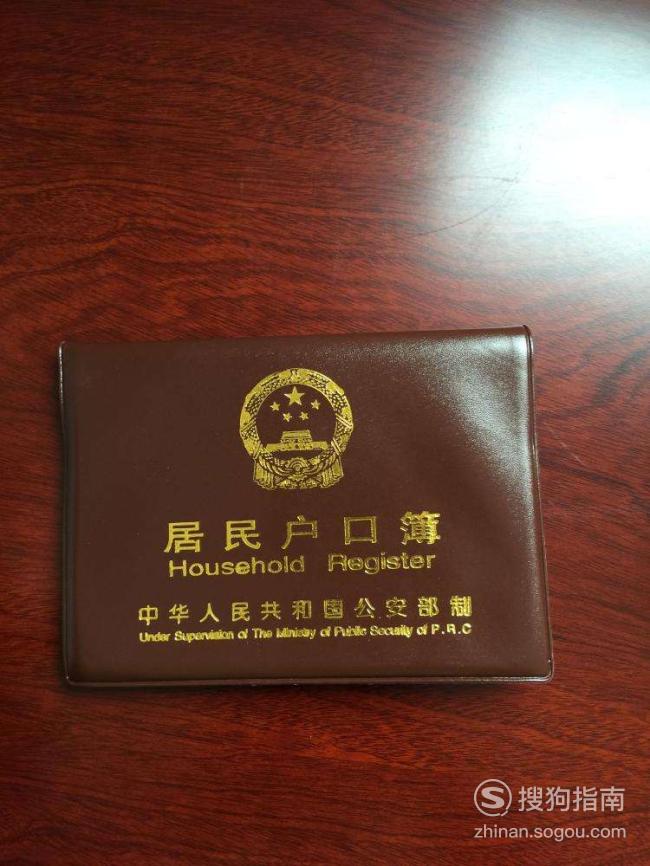 居民户口簿
Household Register
中华人民共和国公安部制
Under Supervision of The Ministry of Public Security of P.R.C
搜狗指南
zhinan.sogou.com